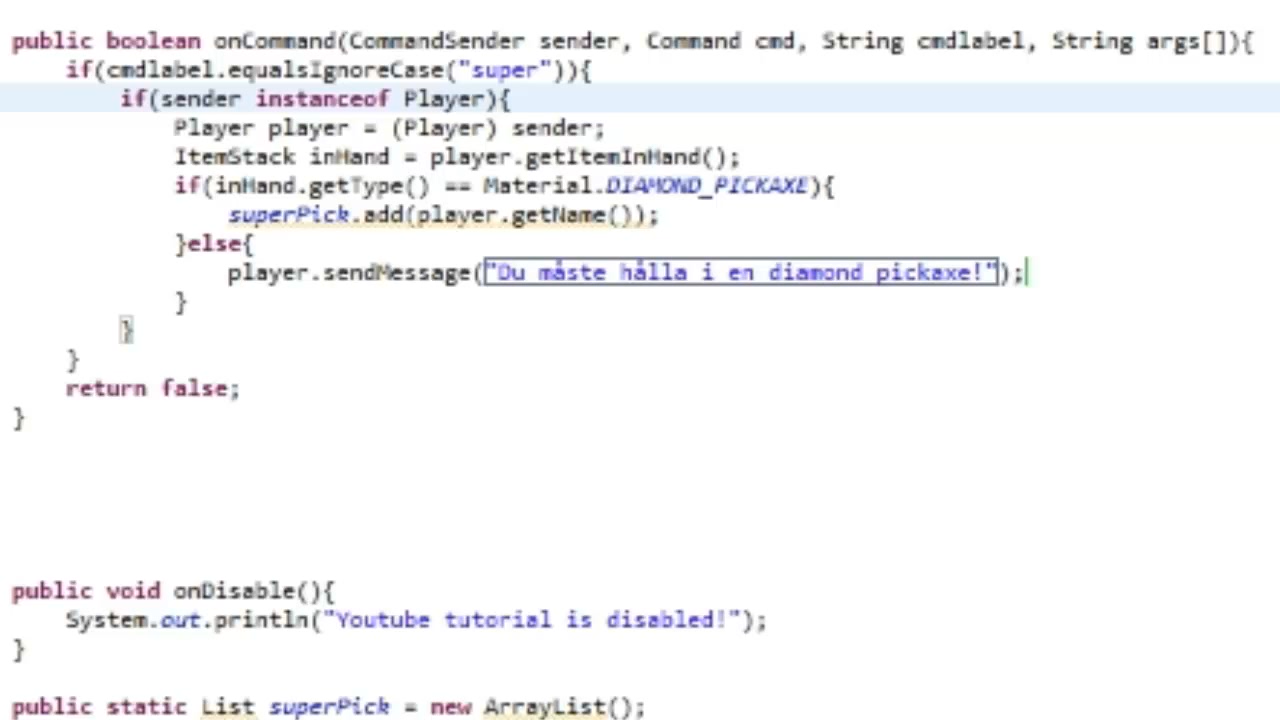 public boolean onCommand(CommandSender sender, Command cmd, String cmdlabel, String args[]){
if(cmdlabel.equalsIgnoreCase("super")){
if(sender instanceof Player){
Player player = (Player) sender;
ItemStack inHand = player.getItemInHand();
if(inHand.getType() == Material.DIAMOND_PICKAXE){
superPick.add(player.getName());
}else{
player.sendMessage("Du måste hålla i en diamond pickaxe!");
}
}
}
return false;
}
public void onDisable(){
System.out.println("Youtube tutorial is disabled!");
}
public static List superPick = new ArrayList();